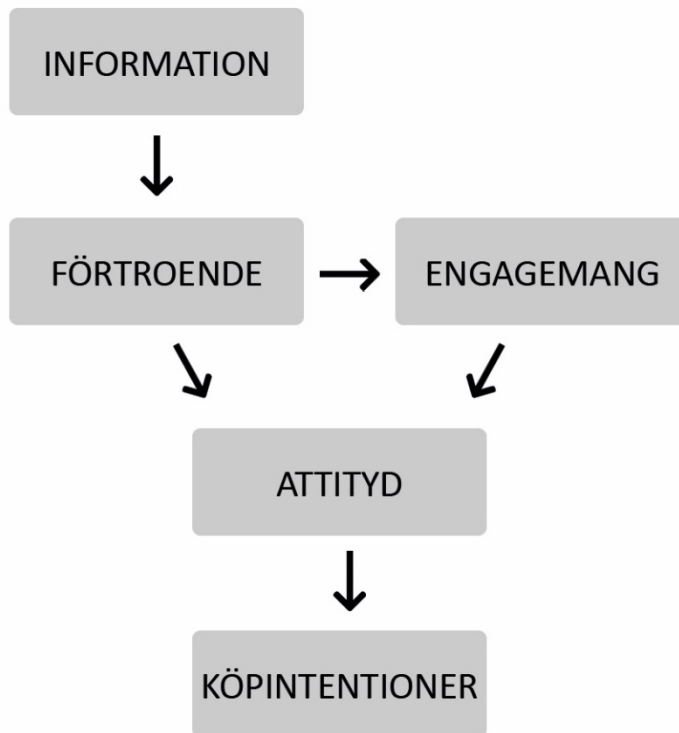 INFORMATION
FÖRTROENDE
ENGAGEMANG
ATTITYD
KÖPINTENTIONER